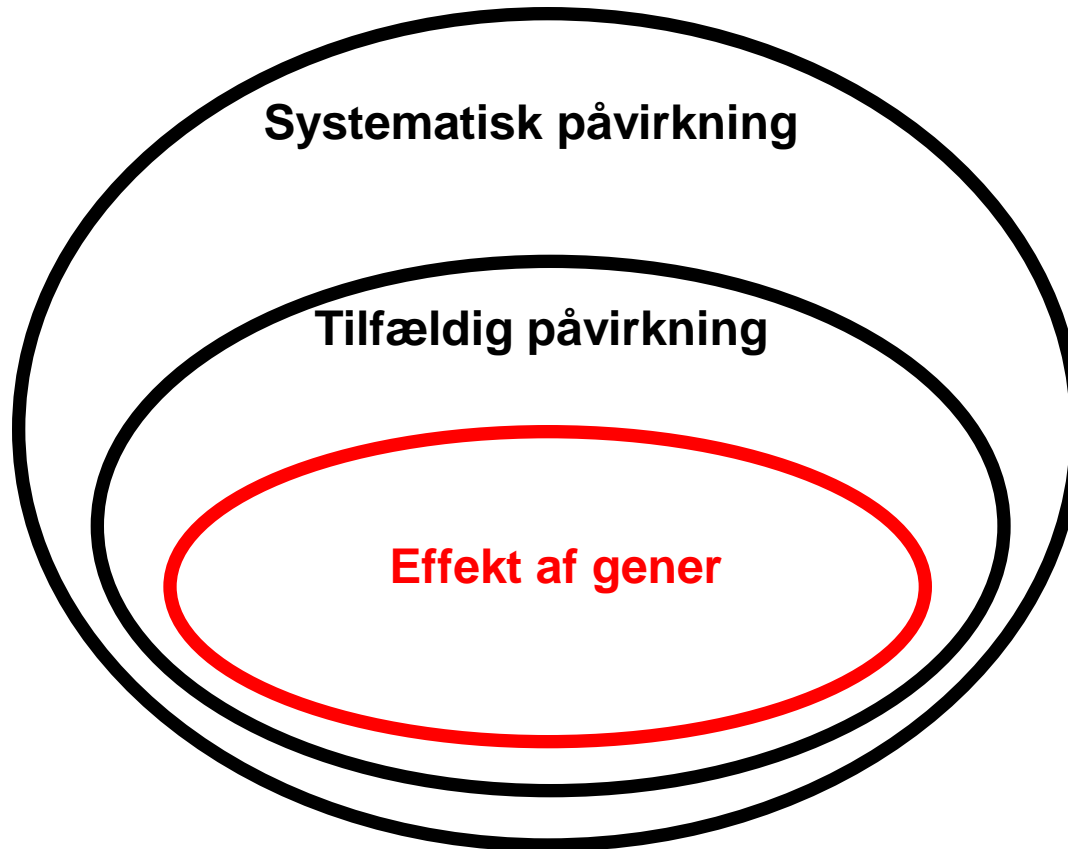 Systematisk påvirkning
Tilfældig påvirkning
Effekt af gener